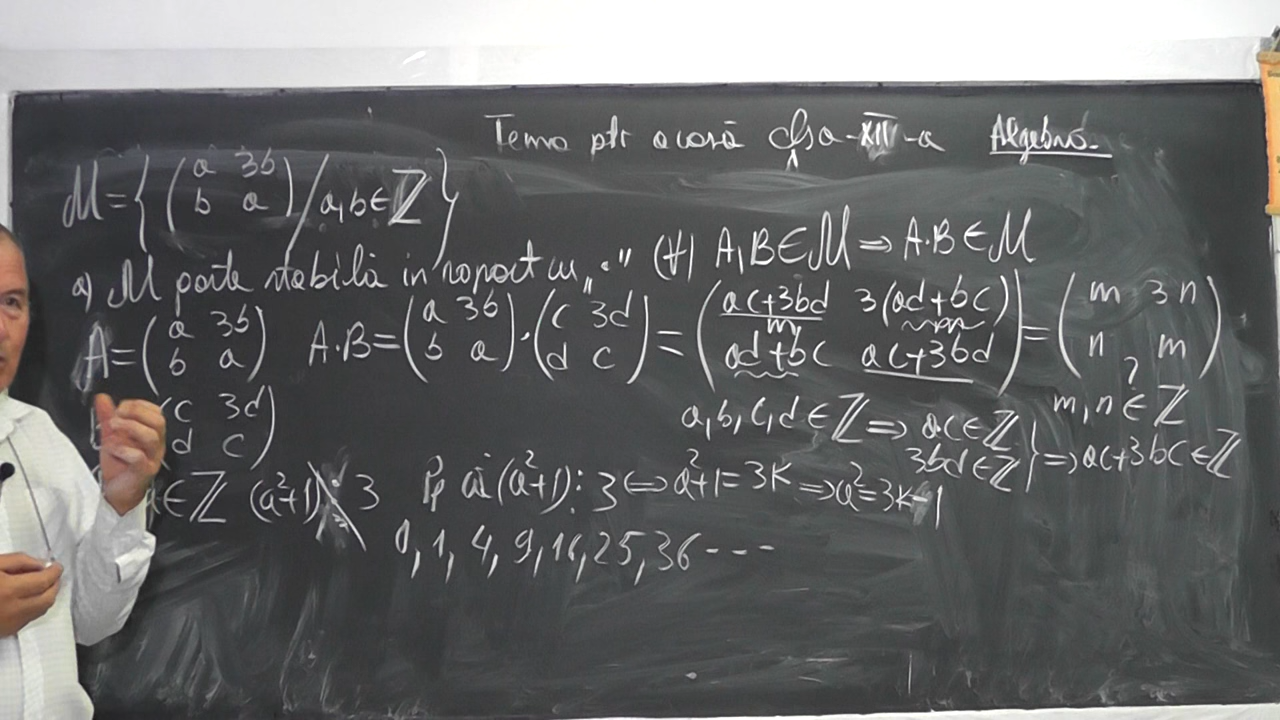 Tema ptr acasă clsa-XII-a Algebră
M={(a 3b / b a) / a,b∈ℤ}
a) M parte stabilă în raport cu „·" (∀) A,B∈M ⇒ A·B∈M
A=(a 3b / b a) A·B=(a 3b / b a)·(c 3d / d c)=(ac+3bd 3(ad+bc) / ad+bc ac+3bd)=(m 3n / n m)
m
(c 3d / d c) a,b,c,d∈ℤ ⇒ ac∈ℤ m,n ∈? ℤ
3bd∈ℤ} ⇒ ac+3bc∈ℤ
∈ℤ (a²+1) ⋮̸ 3 Pp că (a²+1) ⋮ 3 ⇔ a²+1=3k ⇒ a²=3k-1
0, 1, 4, 9, 16, 25, 36 ---